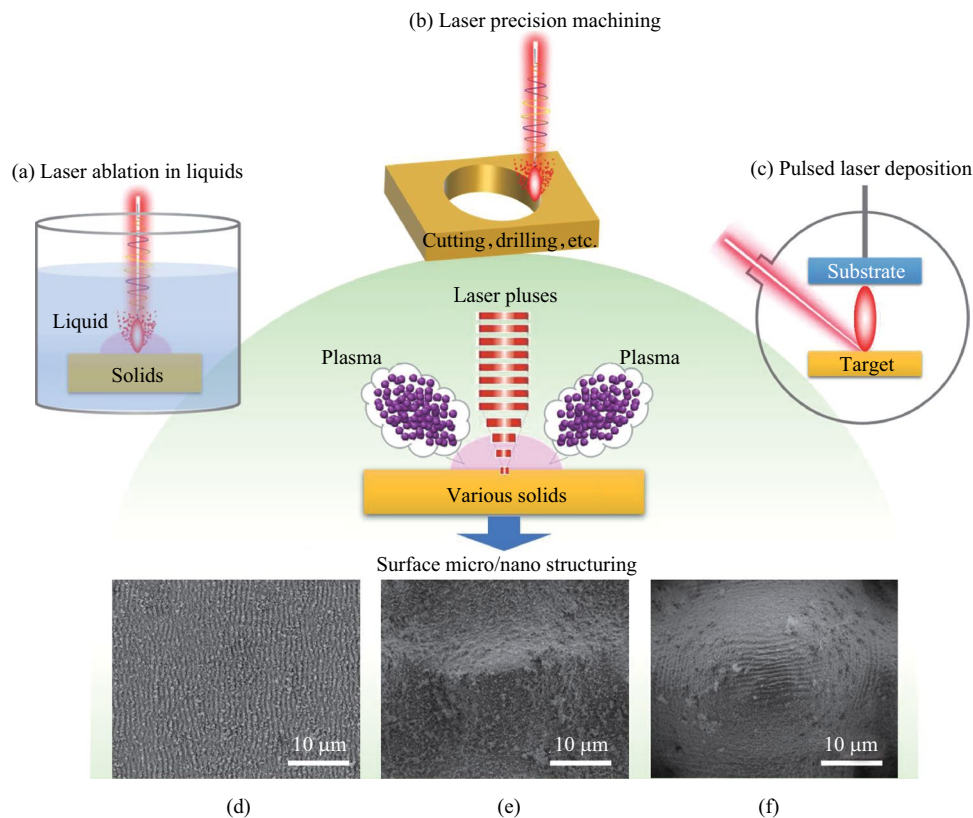 (b) Laser precision machining
(a) Laser ablation in liquids
(c) Pulsed laser deposition
Cutting, drilling, etc.
Substrate
Liquid
Solids
Target
Laser pluses
Plasma
Plasma
Various solids
Surface micro/nano structuring
10 μm
10 μm
10 μm
(d)
(e)
(f)